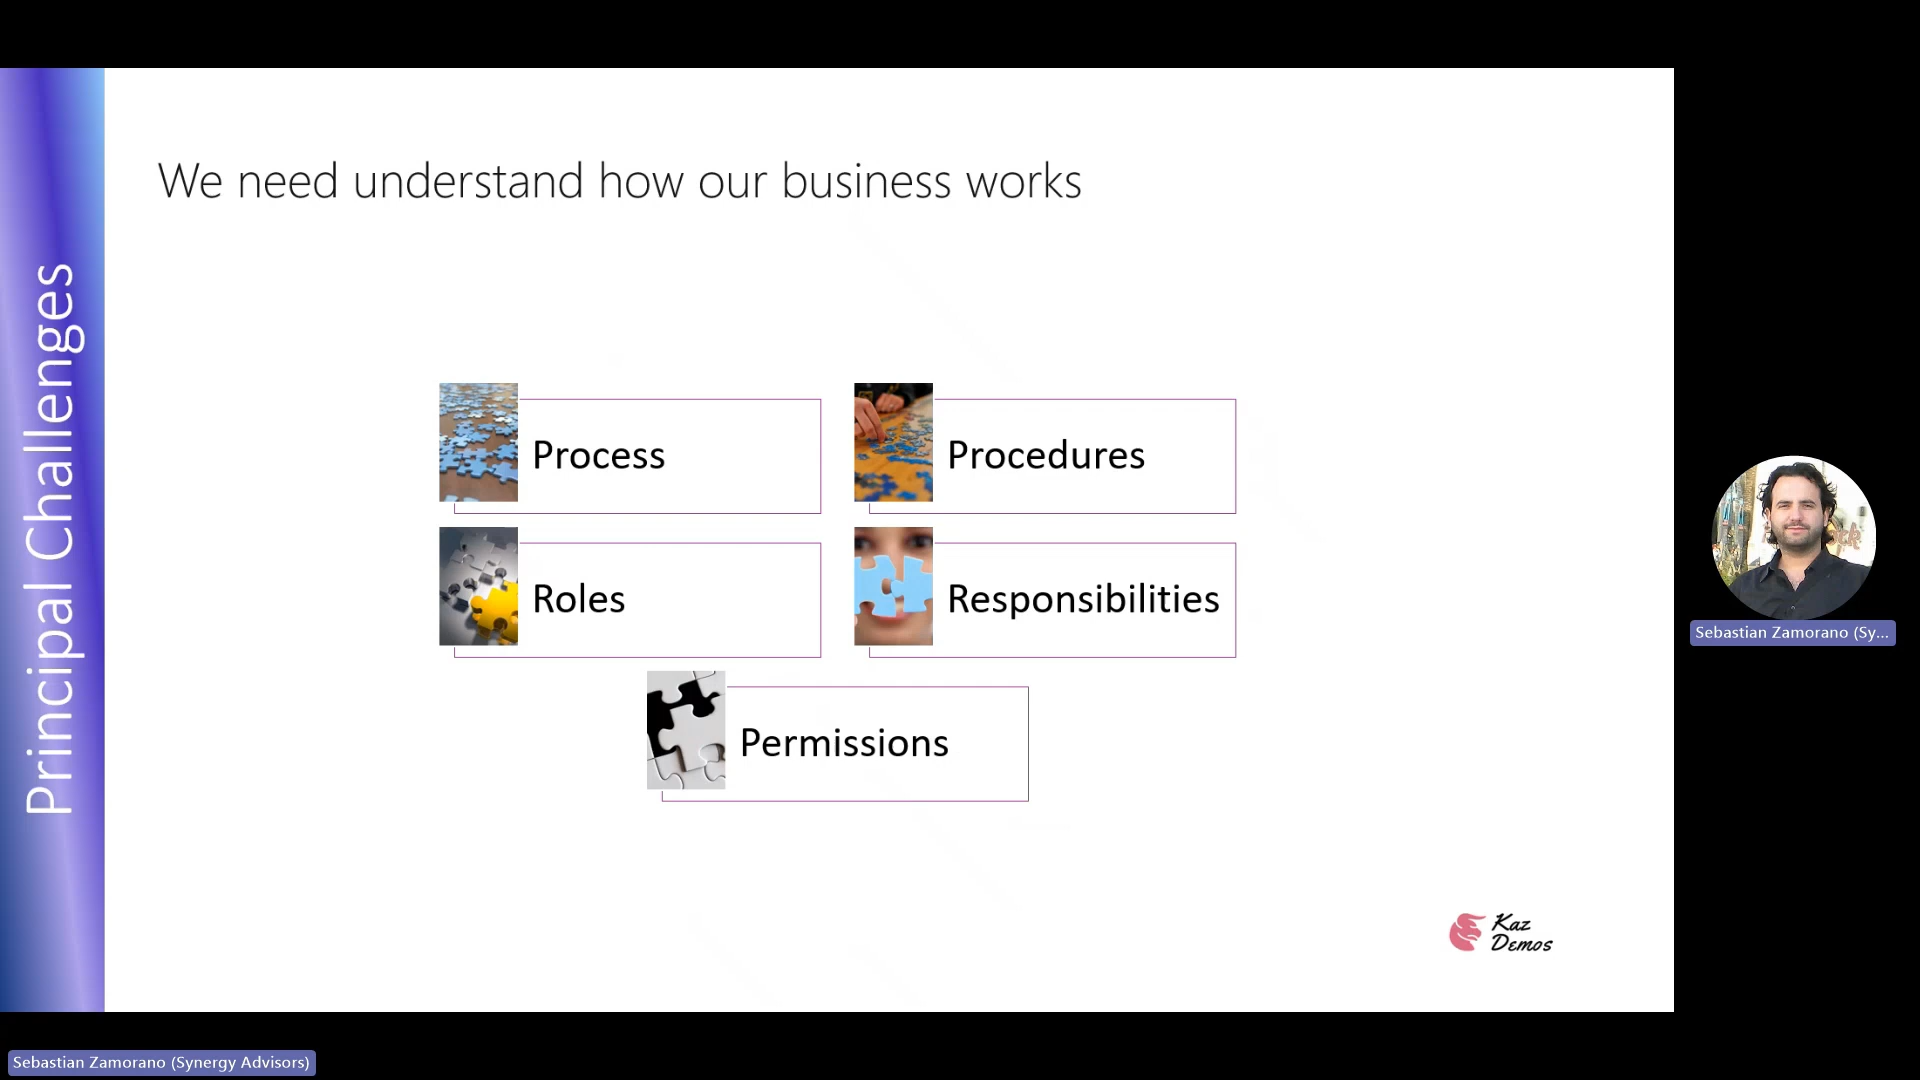 Principal Challenges
We need understand how our business works
Process
Procedures
Roles
Responsibilities
Permissions
Kaz
Demos
Sebastian Zamorano (Sy...
Sebastian Zamorano (Synergy Advisors)